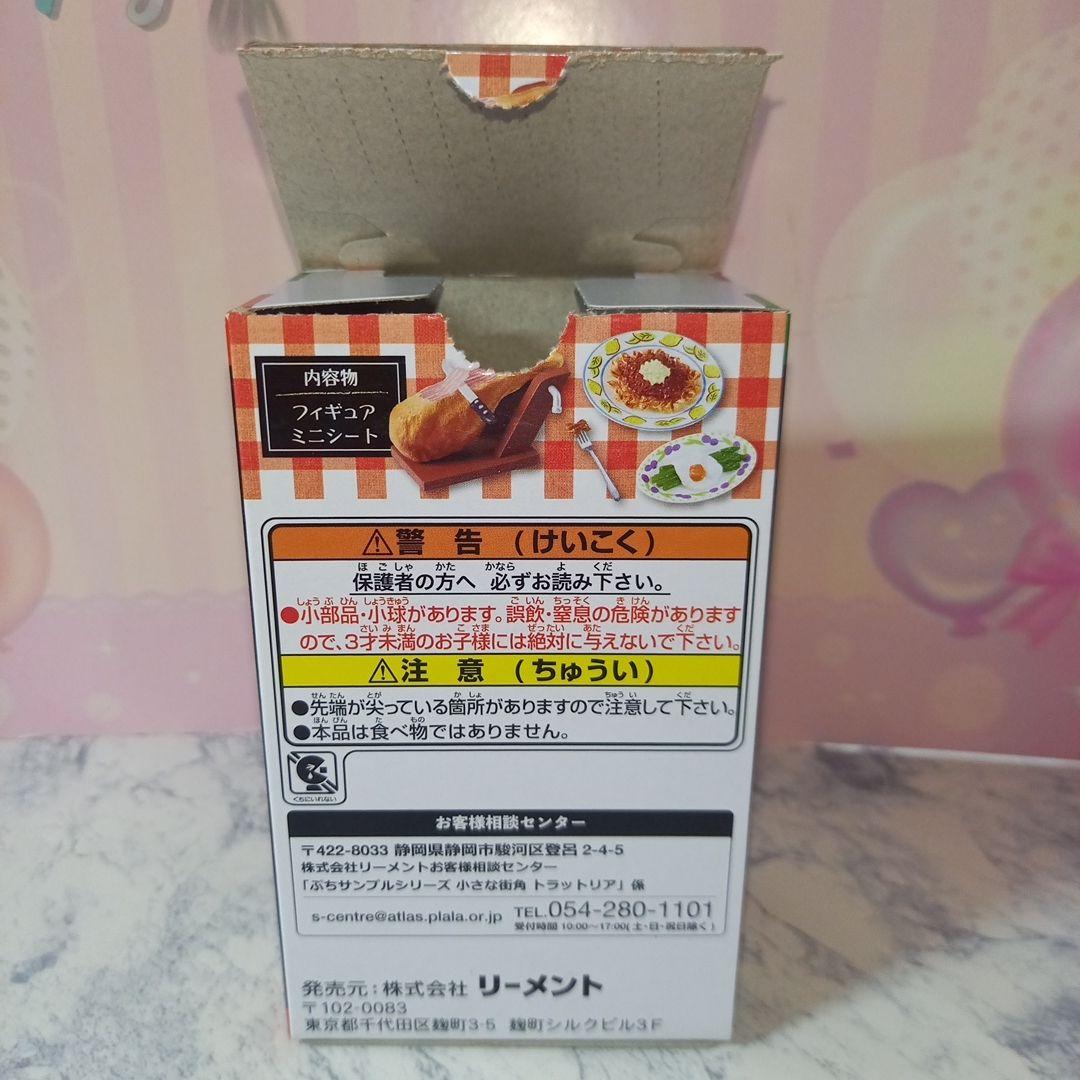 内容物
フィギュア
ミニシート
⚠警 告 (けいこく)
保護者の方へ 必ずお読み下さい。
●小部品・小球があります。誤飲・窒息の危険があります
ので、3才未満のお子様には絶対に与えないで下さい。
⚠注 意 (ちゅうい)
●先端が尖っている箇所がありますので注意して下さい。
●本品は食べ物ではありません。
くちにいれない
お客様相談センター
〒422-8033 静岡県静岡市駿河区登呂 2-4-5
株式会社リーメントお客様相談センター
「ぷちサンプルシリーズ 小さな街角 トラットリア」係
s-centre@atlas.plala.or.jp TEL.054-280-1101
受付時間 10:00～17:00(土・日・祝日除く)
発売元：株式会社 リーメント
〒102-0083
東京都千代田区麹町3-5 麹町シルクビル3F